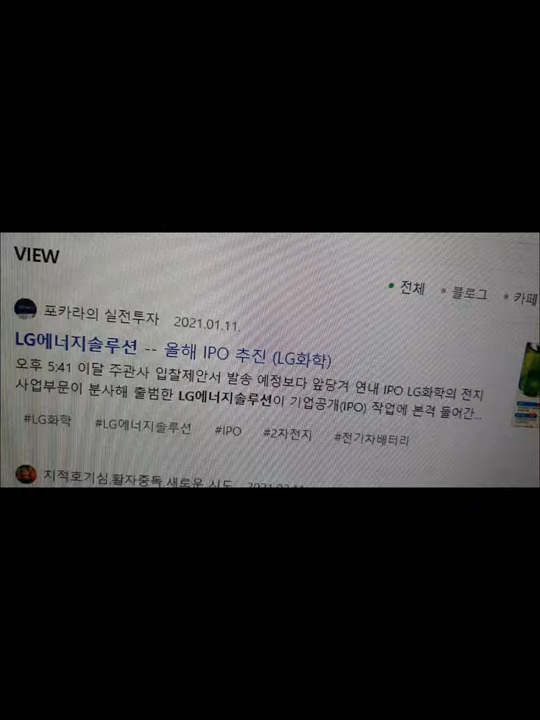 VIEW
전체 블로그 카페
포카라의 실전투자 2021.01.11.
LG에너지솔루션 -- 올해 IPO 추진 (LG화학)
오후 5:41 이달 주관사 입찰제안서 발송 예정보다 앞당겨 연내 IPO LG화학의 전지
사업부문이 분사해 출범한 LG에너지솔루션이 기업공개(IPO) 작업에 본격 들어간...
#LG화학 #LG에너지솔루션 #IPO #2차전지 #전기차배터리
지적호기심,활자중독,새로운 시도